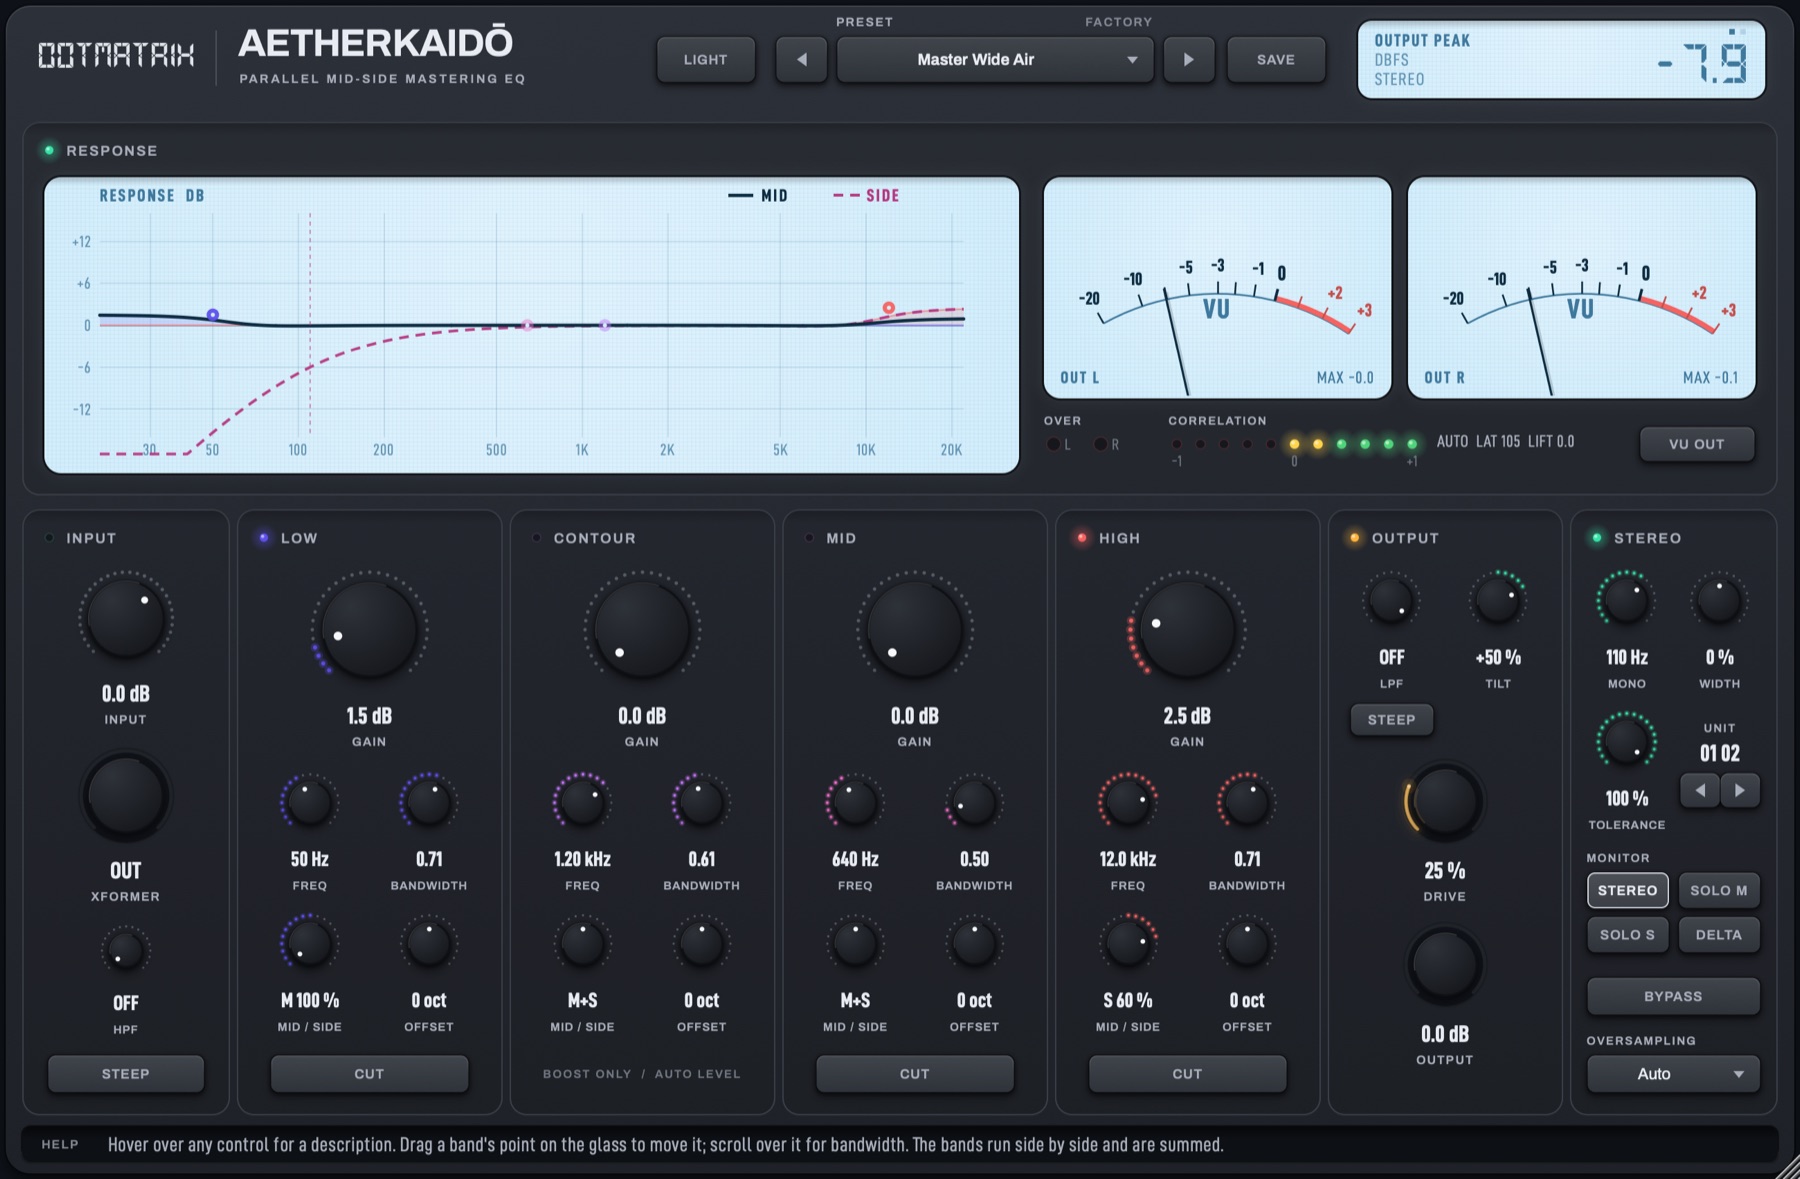 DOTMATRIX
AETHERKAIDŌ
PARALLEL MID-SIDE MASTERING EQ
PRESET FACTORY
LIGHT
Master Wide Air
SAVE
OUTPUT PEAK
DBFS
STEREO
-7.9
RESPONSE
RESPONSE DB
MID
SIDE
+12
+6
0
-6
-12
30 50 100 200 500 1K 2K 5K 10K 20K
-20 -10 -5 -3 -1 0 +2 +3
VU
OUT L MAX -0.0
-20 -10 -5 -3 -1 0 +2 +3
VU
OUT R MAX -0.1
OVER
L R
CORRELATION
-1 0 +1
AUTO LAT 105 LIFT 0.0
VU OUT
INPUT
0.0 dB
INPUT
OUT
XFORMER
OFF
HPF
STEEP
LOW
1.5 dB
GAIN
50 Hz 0.71
FREQ BANDWIDTH
M 100 % 0 oct
MID / SIDE OFFSET
CUT
CONTOUR
0.0 dB
GAIN
1.20 kHz 0.61
FREQ BANDWIDTH
M+S 0 oct
MID / SIDE OFFSET
BOOST ONLY / AUTO LEVEL
MID
0.0 dB
GAIN
640 Hz 0.50
FREQ BANDWIDTH
M+S 0 oct
MID / SIDE OFFSET
CUT
HIGH
2.5 dB
GAIN
12.0 kHz 0.71
FREQ BANDWIDTH
S 60 % 0 oct
MID / SIDE OFFSET
CUT
OUTPUT
OFF +50 %
LPF TILT
STEEP
25 %
DRIVE
0.0 dB
OUTPUT
STEREO
110 Hz 0 %
MONO WIDTH
UNIT
01 02
100 %
TOLERANCE
MONITOR
STEREO SOLO M
SOLO S DELTA
BYPASS
OVERSAMPLING
Auto
HELP Hover over any control for a description. Drag a band's point on the glass to move it; scroll over it for bandwidth. The bands run side by side and are summed.